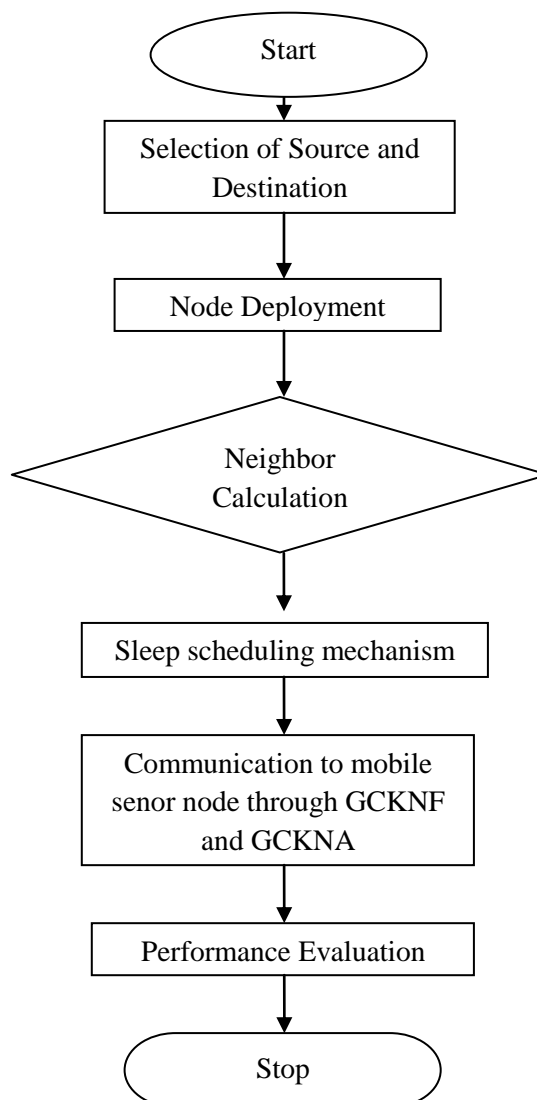 Start
Selection of Source and
Destination
Node Deployment
Neighbor
Calculation
Sleep scheduling mechanism
Communication to mobile
senor node through GCKNF
and GCKNA
Performance Evaluation
Stop